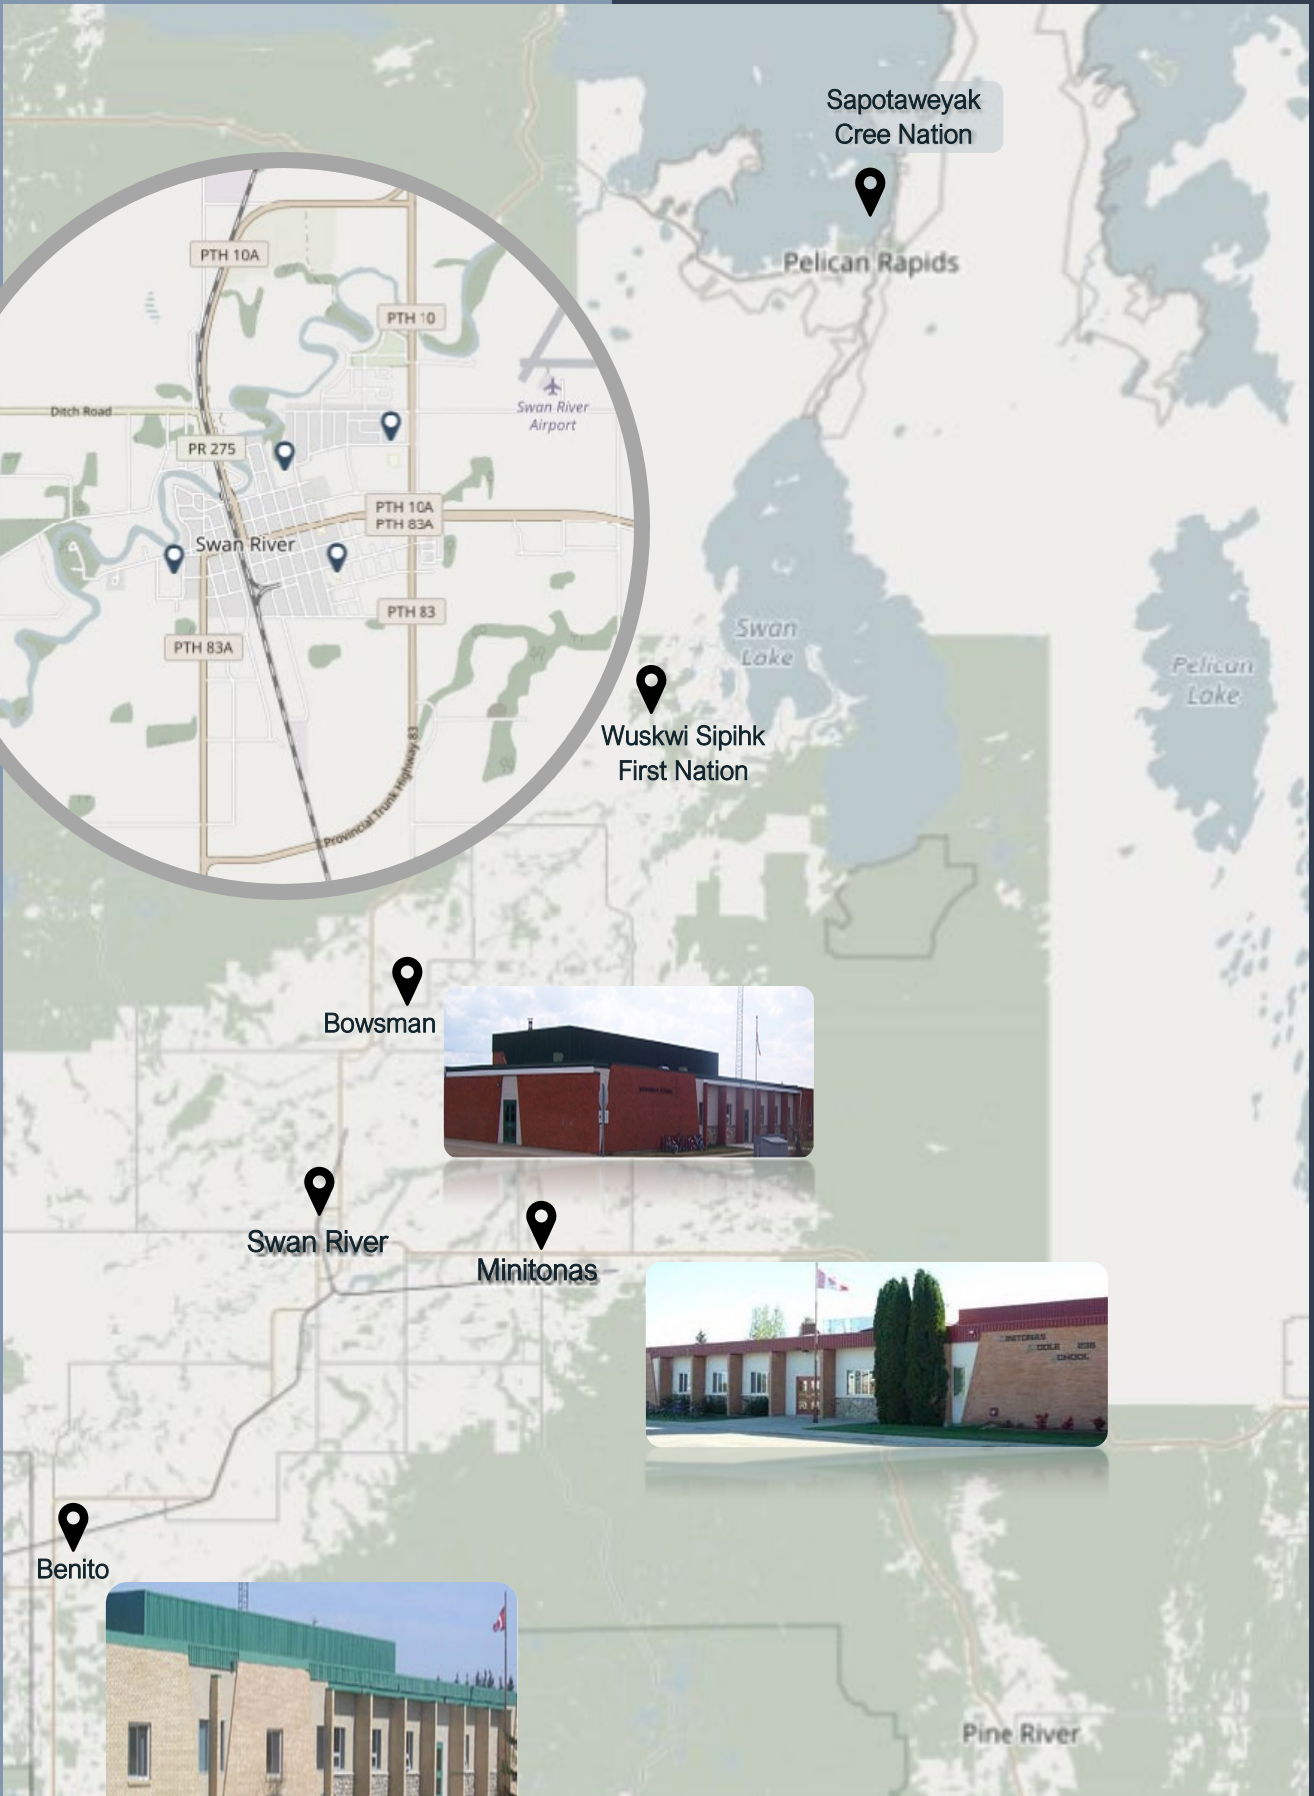 Sapotaweyak
Cree Nation
Pelican Rapids
PTH 10A
PTH 10
Swan River
Airport
Ditch Road
PR 275
PTH 10A
PTH 83A
Swan River
PTH 83
PTH 83A
Provincial Trunk Highway 83
Swan
Lake
Pelican
Lake
Wuskwi Sipihk
First Nation
Bowsman
Swan River
Minitonas
Benito
Pine River